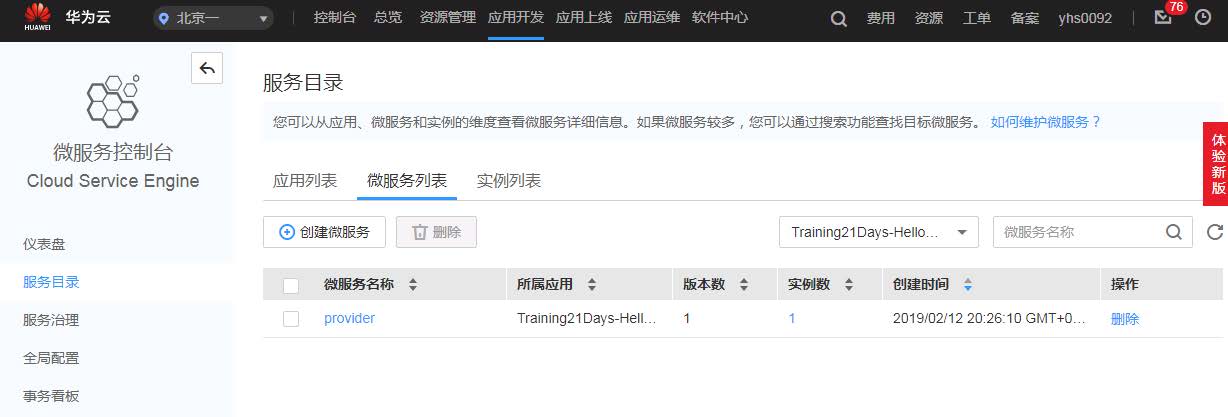 HUAWEI 华为云 北京一 控制台 总览 资源管理 应用开发 应用上线 应用运维 软件中心 费用 资源 工单 备案 yhs0092 76
微服务控制台
Cloud Service Engine
仪表盘
服务目录
服务治理
全局配置
事务看板
服务目录
您可以从应用、微服务和实例的维度查看微服务详细信息。如果微服务较多，您可以通过搜索功能查找目标微服务。 如何维护微服务？
应用列表 微服务列表 实例列表
创建微服务 删除 Training21Days-Hello... 微服务名称
微服务名称 所属应用 版本数 实例数 创建时间 操作
provider Training21Days-Hell... 1 1 2019/02/12 20:26:10 GMT+0... 删除
体验新版